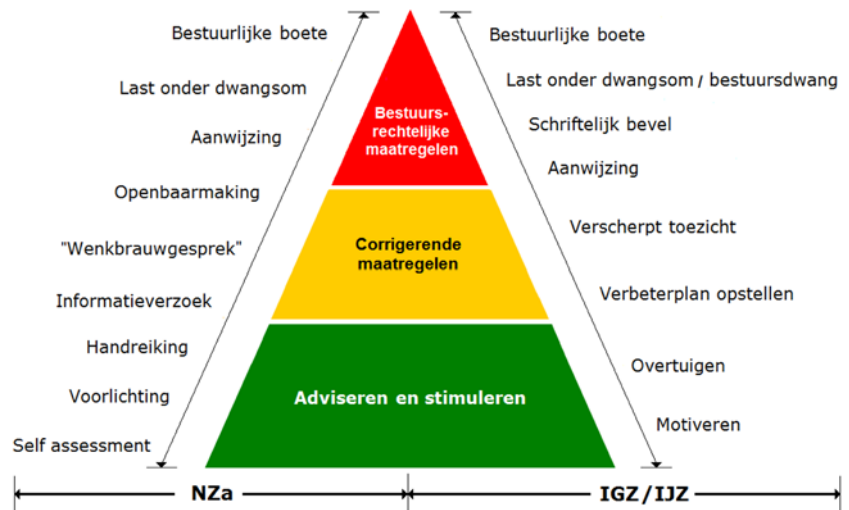 Bestuurlijke boete
Last onder dwangsom
Aanwijzing
Openbaarmaking
"Wenkbrauwgesprek"
Informatieverzoek
Handreiking
Voorlichting
Self assessment
Bestuurs-
rechtelijke
maatregelen
Corrigerende
maatregelen
Adviseren en stimuleren
Bestuurlijke boete
Last onder dwangsom / bestuursdwang
Schriftelijk bevel
Aanwijzing
Verscherpt toezicht
Verbeterplan opstellen
Overtuigen
Motiveren
NZa
IGZ/IJZ